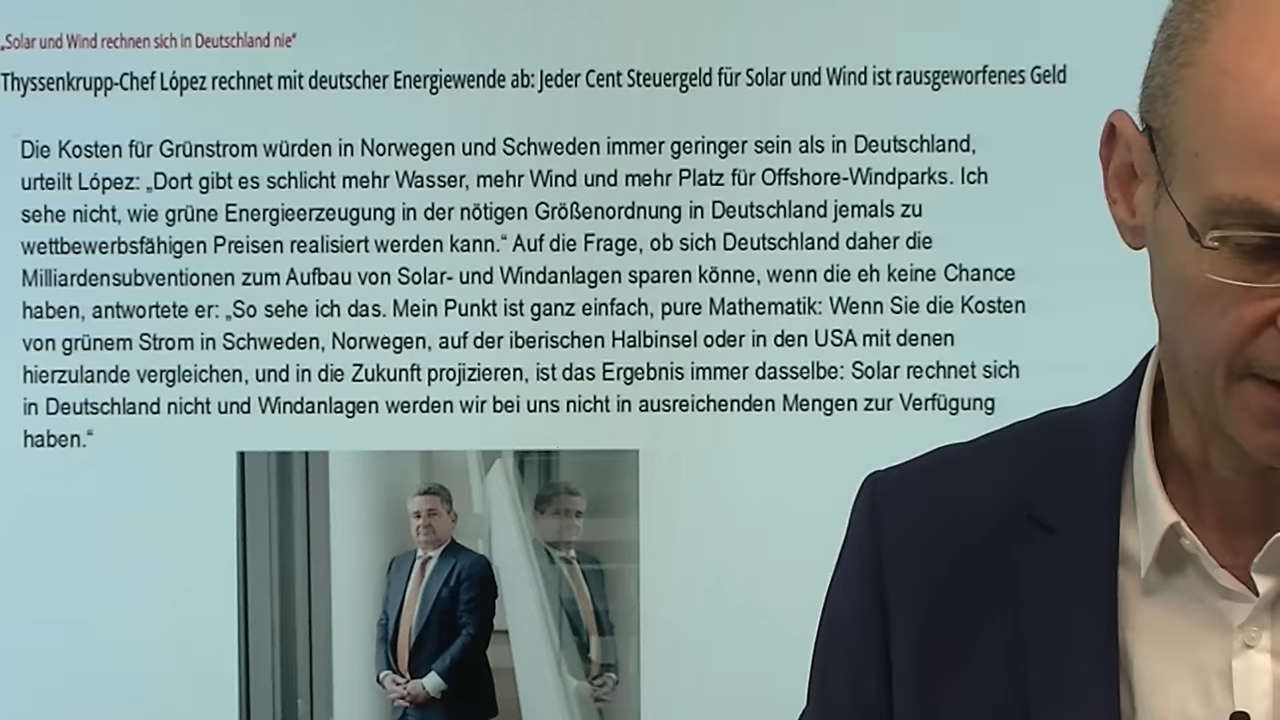 „Solar und Wind rechnen sich in Deutschland nie“
Thyssenkrupp-Chef López rechnet mit deutscher Energiewende ab: Jeder Cent Steuergeld für Solar und Wind ist rausgeworfenes Geld
Die Kosten für Grünstrom würden in Norwegen und Schweden immer geringer sein als in Deutschland,
urteilt López: „Dort gibt es schlicht mehr Wasser, mehr Wind und mehr Platz für Offshore-Windparks. Ich
sehe nicht, wie grüne Energieerzeugung in der nötigen Größenordnung in Deutschland jemals zu
wettbewerbsfähigen Preisen realisiert werden kann.“ Auf die Frage, ob sich Deutschland daher die
Milliardensubventionen zum Aufbau von Solar- und Windanlagen sparen könne, wenn die eh keine Chance
haben, antwortete er: „So sehe ich das. Mein Punkt ist ganz einfach, pure Mathematik: Wenn Sie die Kosten
von grünem Strom in Schweden, Norwegen, auf der iberischen Halbinsel oder in den USA mit denen
hierzulande vergleichen, und in die Zukunft projizieren, ist das Ergebnis immer dasselbe: Solar rechnet sich
in Deutschland nicht und Windanlagen werden wir bei uns nicht in ausreichenden Mengen zur Verfügung
haben.“